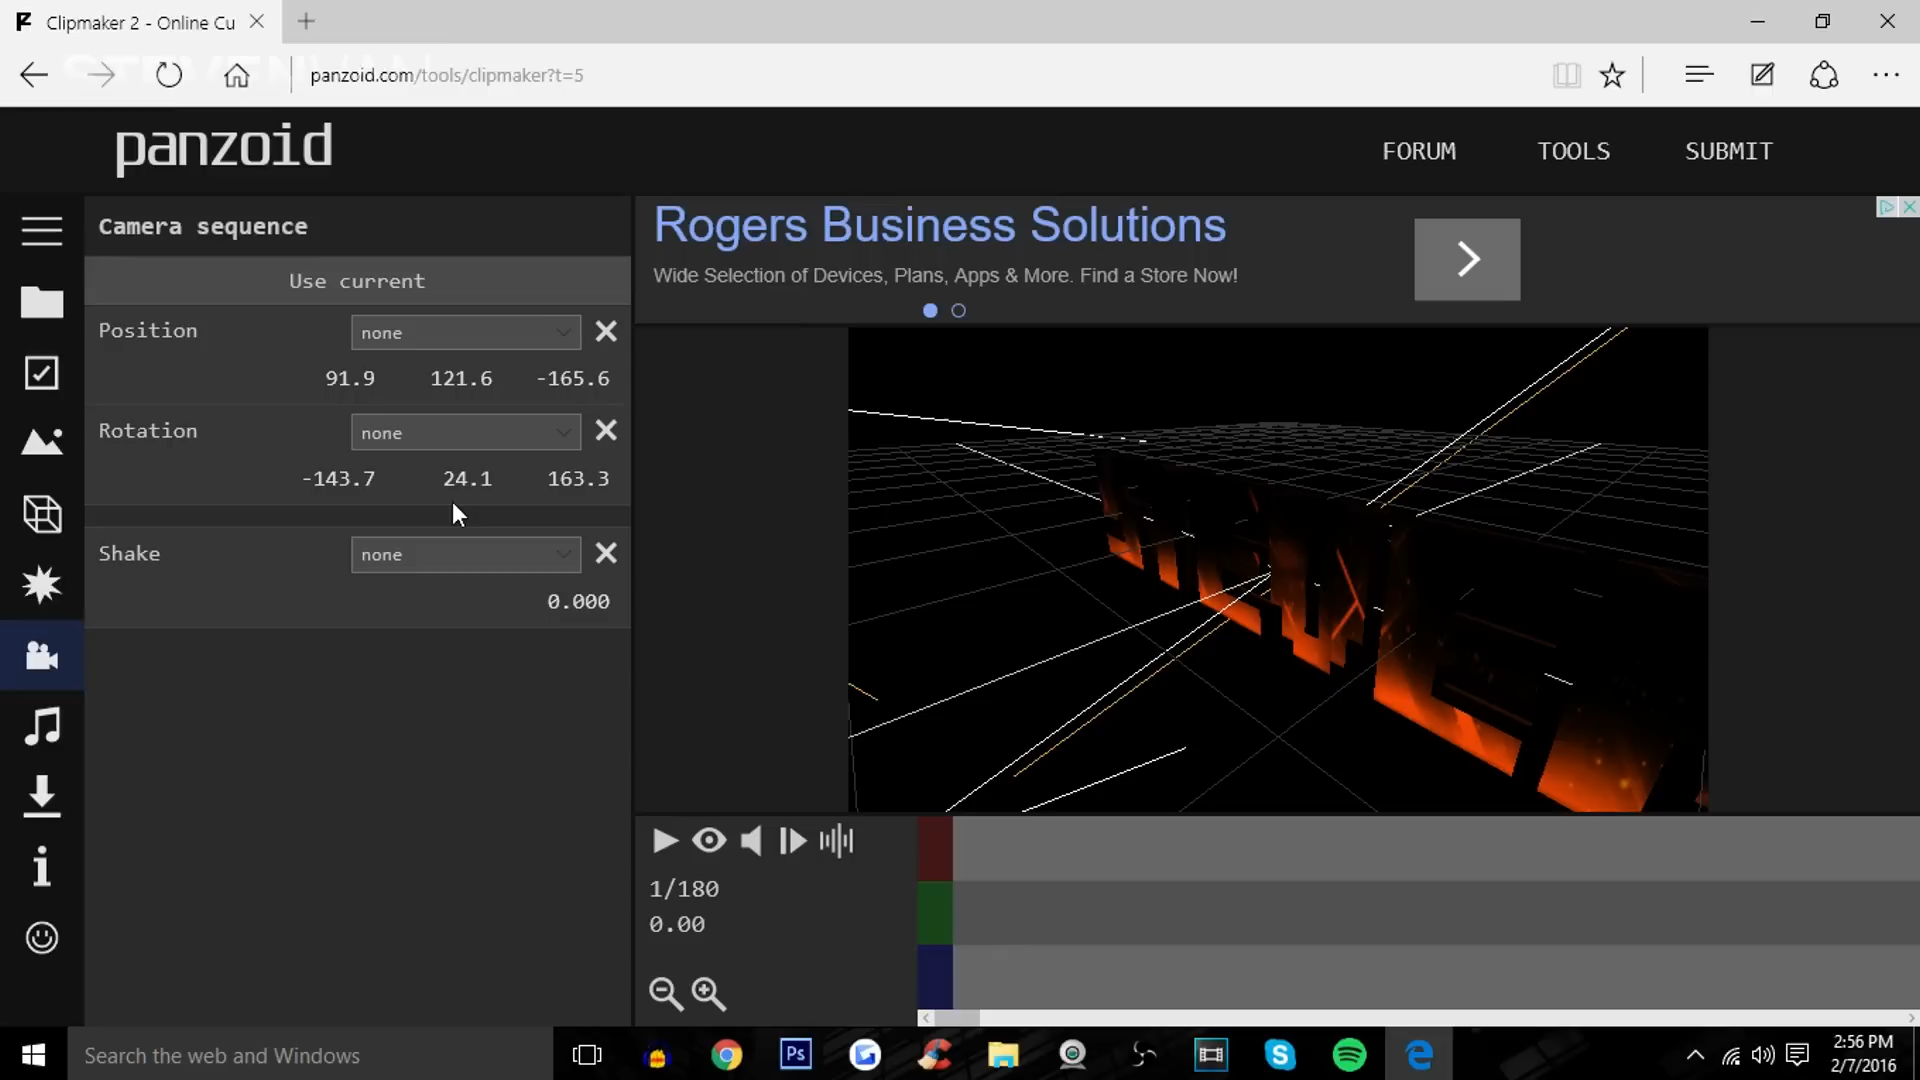 Clipmaker 2 - Online Cu
panzoid.com/tools/clipmaker?t=5
panzoid
FORUM TOOLS SUBMIT
Camera sequence
Use current
Position none
91.9 121.6 -165.6
Rotation none
-143.7 24.1 163.3
Shake none
0.000
Rogers Business Solutions
Wide Selection of Devices, Plans, Apps & More. Find a Store Now!
1/180
0.00
Search the web and Windows
Ps
2:56 PM
2/7/2016